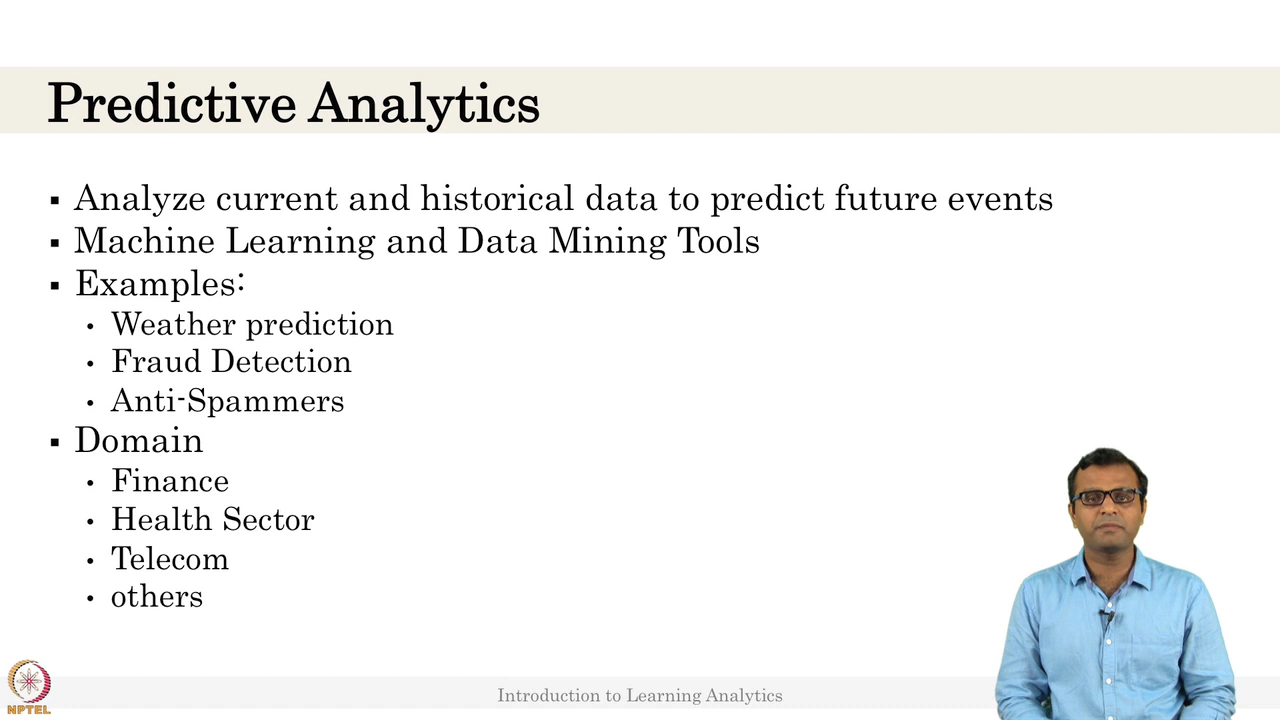 Predictive Analytics
▪ Analyze current and historical data to predict future events
▪ Machine Learning and Data Mining Tools
▪ Examples:
• Weather prediction
• Fraud Detection
• Anti-Spammers
▪ Domain
• Finance
• Health Sector
• Telecom
• others
NPTEL
Introduction to Learning Analytics